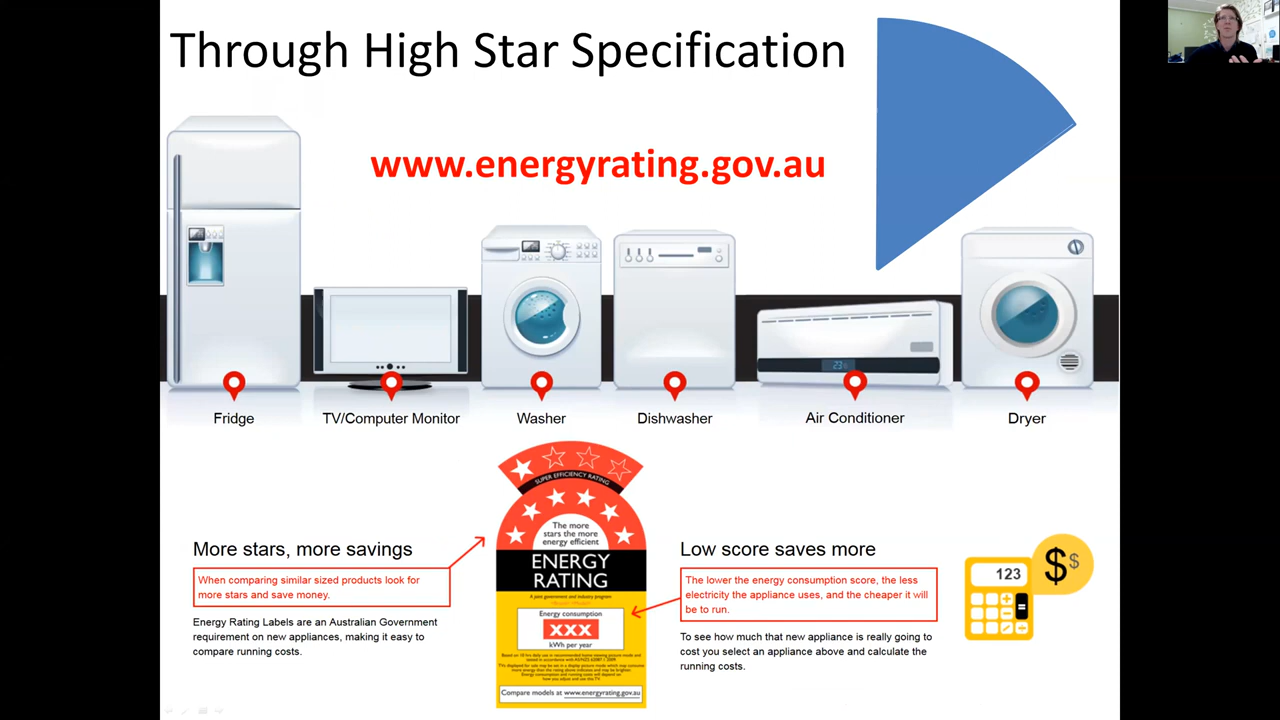 Through High Star Specification
www.energyrating.gov.au
23°
Fridge
TV/Computer Monitor
Washer
Dishwasher
Air Conditioner
Dryer
SUPER EFFICIENCY RATING
The more
stars the more
energy efficient
ENERGY
RATING
A joint government and industry program
Energy consumption
XXX
kWh per year
Compare models at www.energyrating.gov.au
More stars, more savings
When comparing similar sized products look for
more stars and save money.
Energy Rating Labels are an Australian Government
requirement on new appliances, making it easy to
compare running costs.
Low score saves more
The lower the energy consumption score, the less
electricity the appliance uses, and the cheaper it will
be to run.
To see how much that new appliance is really going to
cost you select an appliance above and calculate the
running costs.
123
$
$